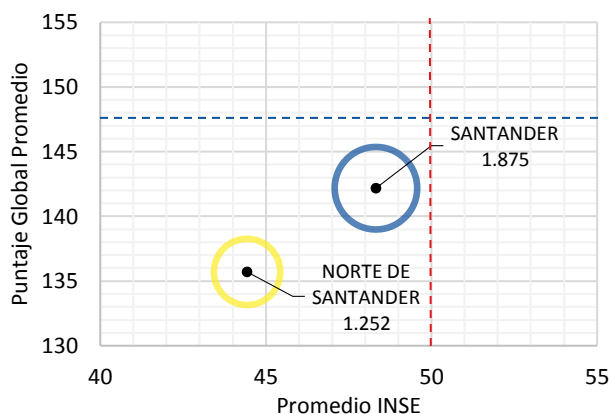 155
150
145
140
135
130
Puntaje Global Promedio
SANTANDER
1.875
NORTE DE
SANTANDER
1.252
40
45
50
55
Promedio INSE